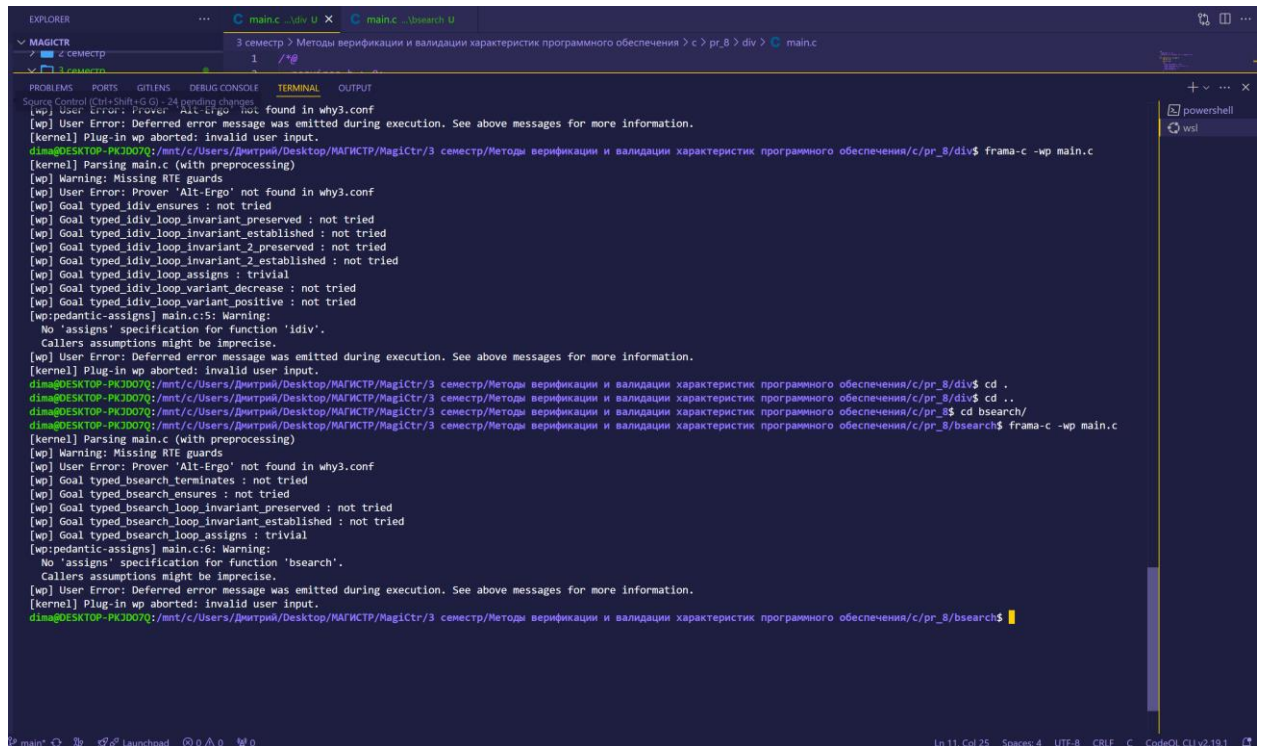 EXPLORER ··· main.c ...\div U × main.c ...\bsearch U
MAGICTR 3 семестр > Методы верификации и валидации характеристик программного обеспечения > c > pr_8 > div > C main.c
2 семестр 1 /*@
3 семестр
PROBLEMS PORTS GITLENS DEBUG CONSOLE TERMINAL OUTPUT
Source Control (Ctrl+Shift+G G) - 24 pending changes
[wp] User Error: Prover 'Alt-Ergo' not found in why3.conf
[wp] User Error: Deferred error message was emitted during execution. See above messages for more information.
[kernel] Plug-in wp aborted: invalid user input.
dima@DESKTOP-PKJDO7Q:/mnt/c/Users/Дмитрий/Desktop/МАГИСТР/MagiCtr/3 семестр/Методы верификации и валидации характеристик программного обеспечения/c/pr_8/div$ frama-c -wp main.c
[kernel] Parsing main.c (with preprocessing)
[wp] Warning: Missing RTE guards
[wp] User Error: Prover 'Alt-Ergo' not found in why3.conf
[wp] Goal typed_idiv_ensures : not tried
[wp] Goal typed_idiv_loop_invariant_preserved : not tried
[wp] Goal typed_idiv_loop_invariant_established : not tried
[wp] Goal typed_idiv_loop_invariant_2_preserved : not tried
[wp] Goal typed_idiv_loop_invariant_2_established : not tried
[wp] Goal typed_idiv_loop_assigns : trivial
[wp] Goal typed_idiv_loop_variant_decrease : not tried
[wp] Goal typed_idiv_loop_variant_positive : not tried
[wp:pedantic-assigns] main.c:5: Warning:
No 'assigns' specification for function 'idiv'.
Callers assumptions might be imprecise.
[wp] User Error: Deferred error message was emitted during execution. See above messages for more information.
[kernel] Plug-in wp aborted: invalid user input.
dima@DESKTOP-PKJDO7Q:/mnt/c/Users/Дмитрий/Desktop/МАГИСТР/MagiCtr/3 семестр/Методы верификации и валидации характеристик программного обеспечения/c/pr_8/div$ cd .
dima@DESKTOP-PKJDO7Q:/mnt/c/Users/Дмитрий/Desktop/МАГИСТР/MagiCtr/3 семестр/Методы верификации и валидации характеристик программного обеспечения/c/pr_8/div$ cd ..
dima@DESKTOP-PKJDO7Q:/mnt/c/Users/Дмитрий/Desktop/МАГИСТР/MagiCtr/3 семестр/Методы верификации и валидации характеристик программного обеспечения/c/pr_8$ cd bsearch/
dima@DESKTOP-PKJDO7Q:/mnt/c/Users/Дмитрий/Desktop/МАГИСТР/MagiCtr/3 семестр/Методы верификации и валидации характеристик программного обеспечения/c/pr_8/bsearch$ frama-c -wp main.c
[kernel] Parsing main.c (with preprocessing)
[wp] Warning: Missing RTE guards
[wp] User Error: Prover 'Alt-Ergo' not found in why3.conf
[wp] Goal typed_bsearch_terminates : not tried
[wp] Goal typed_bsearch_ensures : not tried
[wp] Goal typed_bsearch_loop_invariant_preserved : not tried
[wp] Goal typed_bsearch_loop_invariant_established : not tried
[wp] Goal typed_bsearch_loop_assigns : trivial
[wp:pedantic-assigns] main.c:6: Warning:
No 'assigns' specification for function 'bsearch'.
Callers assumptions might be imprecise.
[wp] User Error: Deferred error message was emitted during execution. See above messages for more information.
[kernel] Plug-in wp aborted: invalid user input.
dima@DESKTOP-PKJDO7Q:/mnt/c/Users/Дмитрий/Desktop/МАГИСТР/MagiCtr/3 семестр/Методы верификации и валидации характеристик программного обеспечения/c/pr_8/bsearch$
powershell
wsl
main* Launchpad 0 0 0 Ln 11, Col 25 Spaces: 4 UTF-8 CRLF C CodeQL CLI v2.19.1